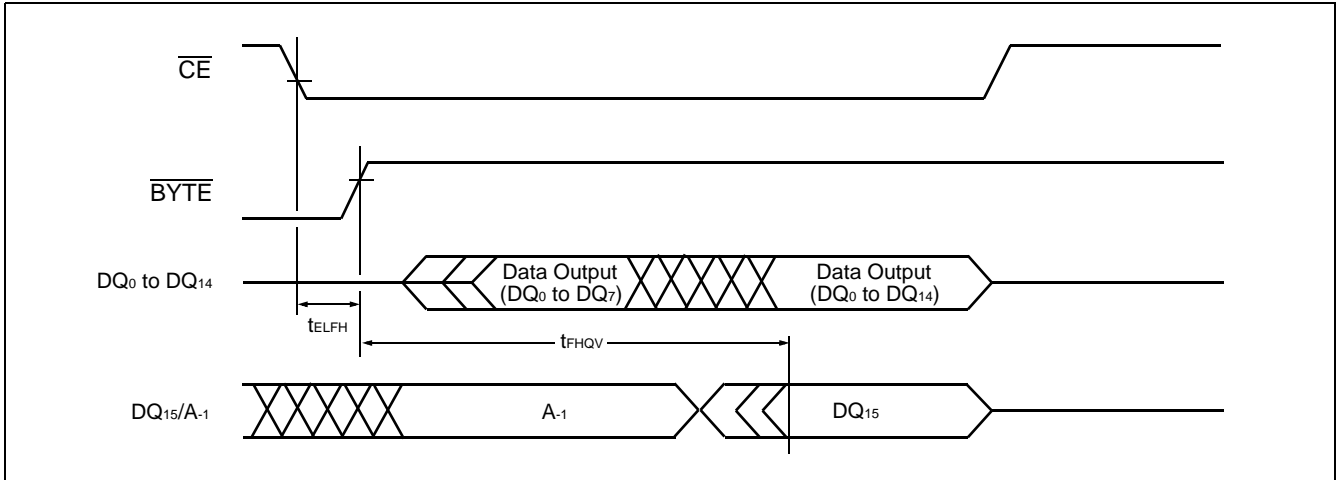 CE
BYTE
DQ0 to DQ14
Data Output
(DQ0 to DQ7)
Data Output
(DQ0 to DQ14)
tELFH
tFHQV
DQ15/A-1
A-1
DQ15